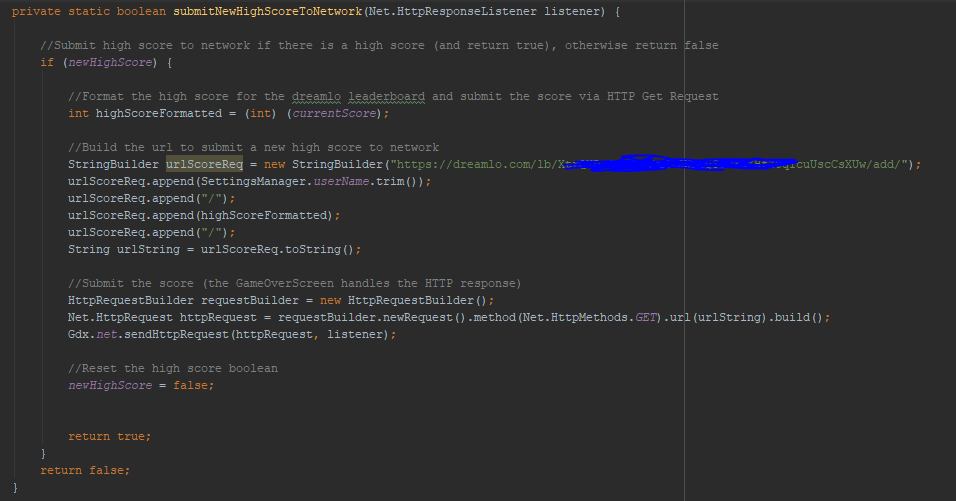 private static boolean submitNewHighScoreToNetwork(Net.HttpResponseListener listener) {
//Submit high score to network if there is a high score (and return true), otherwise return false
if (newHighScore) {
//Format the high score for the dreamlo leaderboard and submit the score via HTTP Get Request
int highScoreFormatted = (int) (currentScore);
//Build the url to submit a new high score to network
StringBuilder urlScoreReq = new StringBuilder("https://dreamlo.com/lb/ /add/");
urlScoreReq.append(SettingsManager.userName.trim());
urlScoreReq.append("/");
urlScoreReq.append(highScoreFormatted);
urlScoreReq.append("/");
String urlString = urlScoreReq.toString();
//Submit the score (the GameOverScreen handles the HTTP response)
HttpRequestBuilder requestBuilder = new HttpRequestBuilder();
Net.HttpRequest httpRequest = requestBuilder.newRequest().method(Net.HttpMethods.GET).url(urlString).build();
Gdx.net.sendHttpRequest(httpRequest, listener);
//Reset the high score boolean
newHighScore = false;
return true;
}
return false;
}